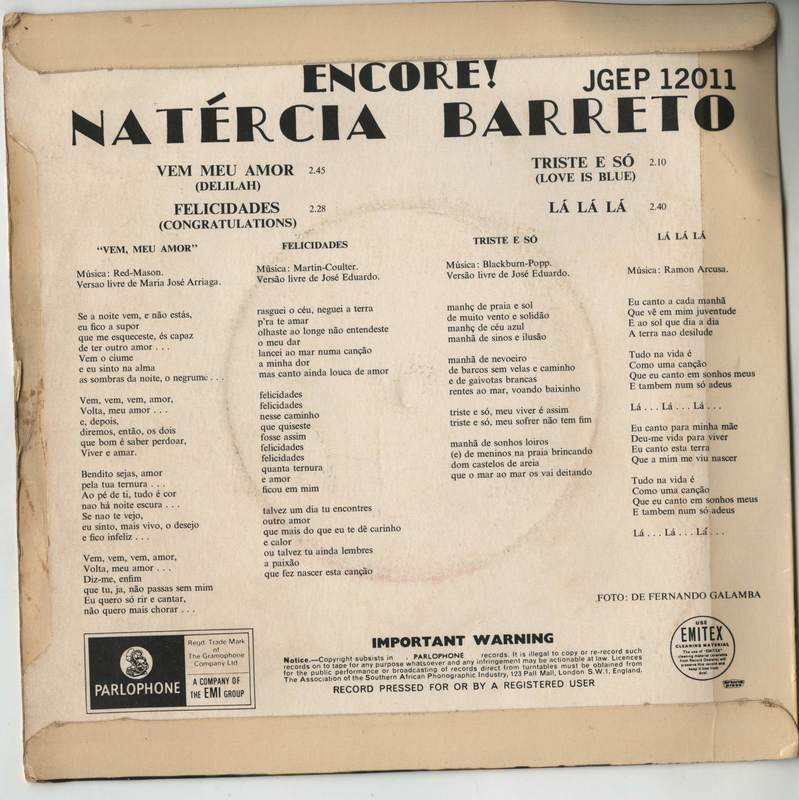 ENCORE!
JGEP 12011
NATÉRCIA BARRETO
VEM MEU AMOR 2.45
(DELILAH)
FELICIDADES 2.28
(CONGRATULATIONS)
TRISTE E SÓ 2.10
(LOVE IS BLUE)
LÁ LÁ LÁ 2.40
"VEM, MEU AMOR"
Música: Red-Mason.
Versao livre de Maria José Arriaga.
Se a noite vem, e não estás,
eu fico a supor
que me esqueceste, és capaz
de ter outro amor . . .
Vem o ciume
e eu sinto na alma
as sombras da noite, o negrume . . .
Vem, vem, vem, amor,
Volta, meu amor . . .
e, depois,
diremos, então, os dois
que bom é saber perdoar,
Viver e amar.
Bendito sejas, amor
pela tua ternura . . .
Ao pé de ti, tudo é cor
nao há noite escura . . .
Se nao te vejo,
eu sinto, mais vivo, o desejo
e fico infeliz . . .
Vem, vem, vem, amor,
Volta, meu amor . . .
Diz-me, enfim
que tu, ja, não passas sem mim
Eu quero só rir e cantar,
não quero mais chorar . . .
FELICIDADES
Música: Martin-Coulter.
Versão livre de José Eduardo.
rasguei o céu, neguei a terra
p'ra te amar
olhaste ao longe não entendeste
o meu dar
lancei ao mar numa canção
a minha dor
mas canto ainda louca de amor
felicidades
felicidades
nesse caminho
que quiseste
fosse assim
felicidades
felicidades
quanta ternura
e amor
ficou em mim
talvez um dia tu encontres
outro amor
que mais do que eu te dê carinho
e calor
ou talvez tu ainda lembres
a paixão
que fez nascer esta canção
TRISTE E SÓ
Música: Blackburn-Popp.
Versão livre de José Eduardo.
manhç de praia e sol
de muito vento e solidão
manhç de céu azul
manhã de sinos e ilusão
manhã de nevoeiro
de barcos sem velas e caminho
e de gaivotas brancas
rentes ao mar, voando baixinho
triste e só, meu viver é assim
triste e só, meu sofrer não tem fim
manhã de sonhos loiros
(e) de meninos na praia brincando
dom castelos de areia
que o mar ao mar os vai deitando
LÁ LÁ LÁ
Música: Ramon Arcusa.
Eu canto a cada manhã
Que vê em mim juventude
E ao sol que dia a dia
A terra nao desilude
Tudo na vida é
Como uma canção
Que eu canto em sonhos meus
E tambem num só adeus
Lá . . . Lá . . . Lá . . .
Eu canto para minha mãe
Deu-me vida para viver
Eu canto esta terra
Que a mim me viu nascer
Tudo na vida é
Como uma canção
Que eu canto em sonhos meus
E tambem num só adeus
Lá . . . Lá . . . Lá . . .
FOTO: DE FERNANDO GALAMBA
PARLOPHONE
Regd. Trade Mark
of
The Gramophone
Company Ltd
A COMPANY OF
THE EMI GROUP
IMPORTANT WARNING
Notice.—Copyright subsists in . PARLOPHONE records. It is illegal to copy or re-record such
records on to tape for any purpose whatsoever and any infringement may be actionable at law. Licences
for the public performance or broadcasting of records direct from turntables must be obtained from
The Association of the Southern African Phonographic Industry, 123 Pall Mall, London S.W.1, England.
RECORD PRESSED FOR OR BY A REGISTERED USER
USE
EMITEX
CLEANING MATERIAL
The use of "EMITEX"
cleaning material (available
from Record Dealers) will
preserve this record and
keep it free from
dust.